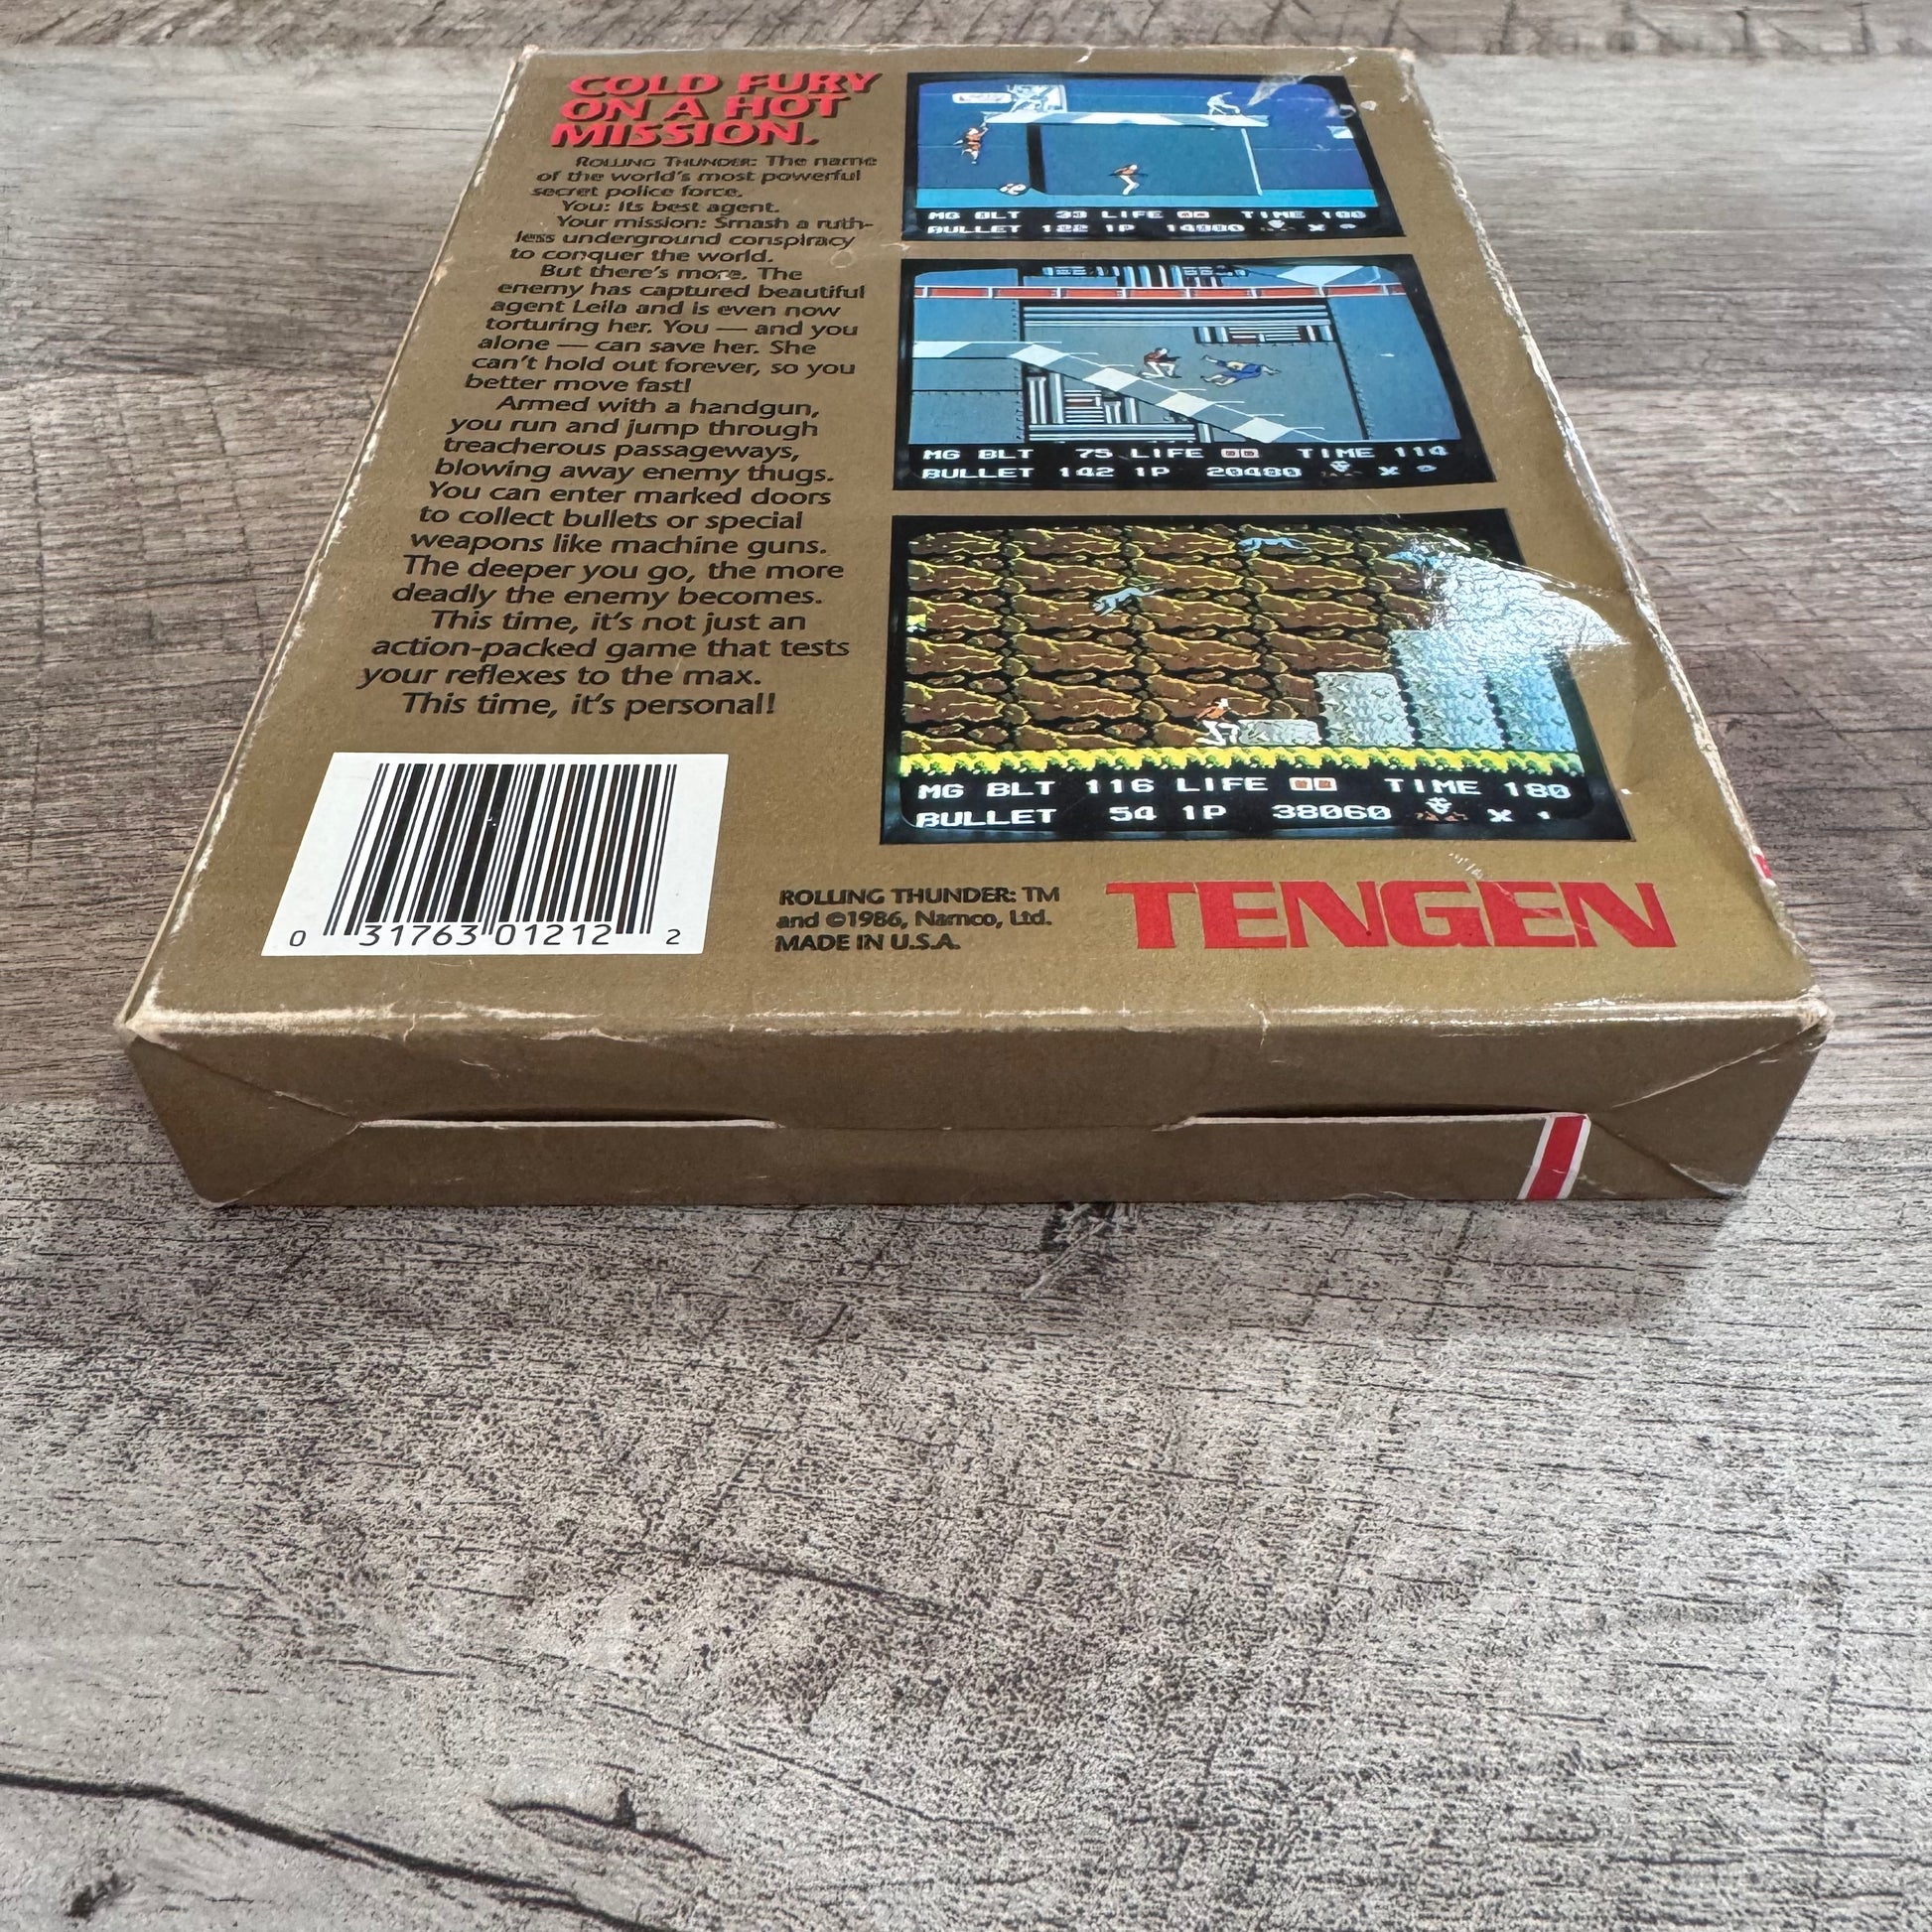 COLD FURY
ON A HOT
MISSION.
ROLLING THUNDER: The name
of the world's most powerful
secret police force.
You: Its best agent.
Your mission: Smash a ruth-
less underground conspiracy
to conquer the world.
But there's more. The
enemy has captured beautiful
agent Leila and is even now
torturing her. You — and you
alone — can save her. She
can't hold out forever, so you
better move fast!
Armed with a handgun,
you run and jump through
treacherous passageways,
blowing away enemy thugs.
You can enter marked doors
to collect bullets or special
weapons like machine guns.
The deeper you go, the more
deadly the enemy becomes.
This time, it's not just an
action-packed game that tests
your reflexes to the max.
This time, it's personal!
MG BLT 33 LIFE TIME
BULLET 122 1P
MG BLT 75 LIFE TIME 114
BULLET 142 1P 20480 x
MG BLT 116 LIFE TIME 180
BULLET 54 1P 38060 x
0 31763 01212 2
ROLLING THUNDER: TM
and ©1986, Namco, Ltd.
MADE IN U.S.A.
TENGEN